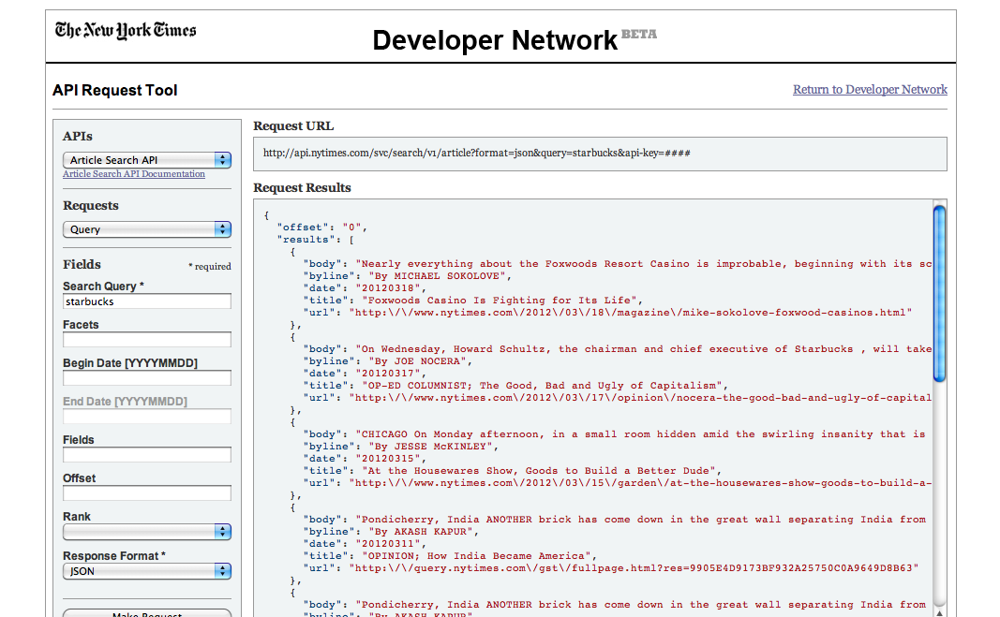 The New York Times
Developer Network BETA
API Request Tool
Return to Developer Network
APIs
Article Search API
Article Search API Documentation
Requests
Query
Fields
* required
Search Query *
starbucks
Facets
Begin Date [YYYYMMDD]
End Date [YYYYMMDD]
Fields
Offset
Rank
Response Format *
JSON
Make Request
Request URL
http://api.nytimes.com/svc/search/v1/article?format=json&query=starbucks&api-key=####
Request Results
{
"offset": "0",
"results": [
{
"body": "Nearly everything about the Foxwoods Resort Casino is improbable, beginning with its sc
"byline": "By MICHAEL SOKOLOVE",
"date": "20120318",
"title": "Foxwoods Casino Is Fighting for Its Life",
"url": "http:\/\/www.nytimes.com\/2012\/03\/18\/magazine\/mike-sokolove-foxwood-casinos.html"
},
{
"body": "On Wednesday, Howard Schultz, the chairman and chief executive of Starbucks , will take
"byline": "By JOE NOCERA",
"date": "20120317",
"title": "OP-ED COLUMNIST; The Good, Bad and Ugly of Capitalism",
"url": "http:\/\/www.nytimes.com\/2012\/03\/17\/opinion\/nocera-the-good-bad-and-ugly-of-capital
},
{
"body": "CHICAGO On Monday afternoon, in a small room hidden amid the swirling insanity that is
"byline": "By JESSE McKINLEY",
"date": "20120315",
"title": "At the Housewares Show, Goods to Build a Better Dude",
"url": "http:\/\/www.nytimes.com\/2012\/03\/15\/garden\/at-the-housewares-show-goods-to-build-a-
},
{
"body": "Pondicherry, India ANOTHER brick has come down in the great wall separating India from
"byline": "By AKASH KAPUR",
"date": "20120311",
"title": "OPINION; How India Became America",
"url": "http:\/\/query.nytimes.com\/gst\/fullpage.html?res=9905E4D9173BF932A25750C0A9649D8B63"
},
{
"body": "Pondicherry, India ANOTHER brick has come down in the great wall separating India from
"byline": "By AKASH KAPUR",